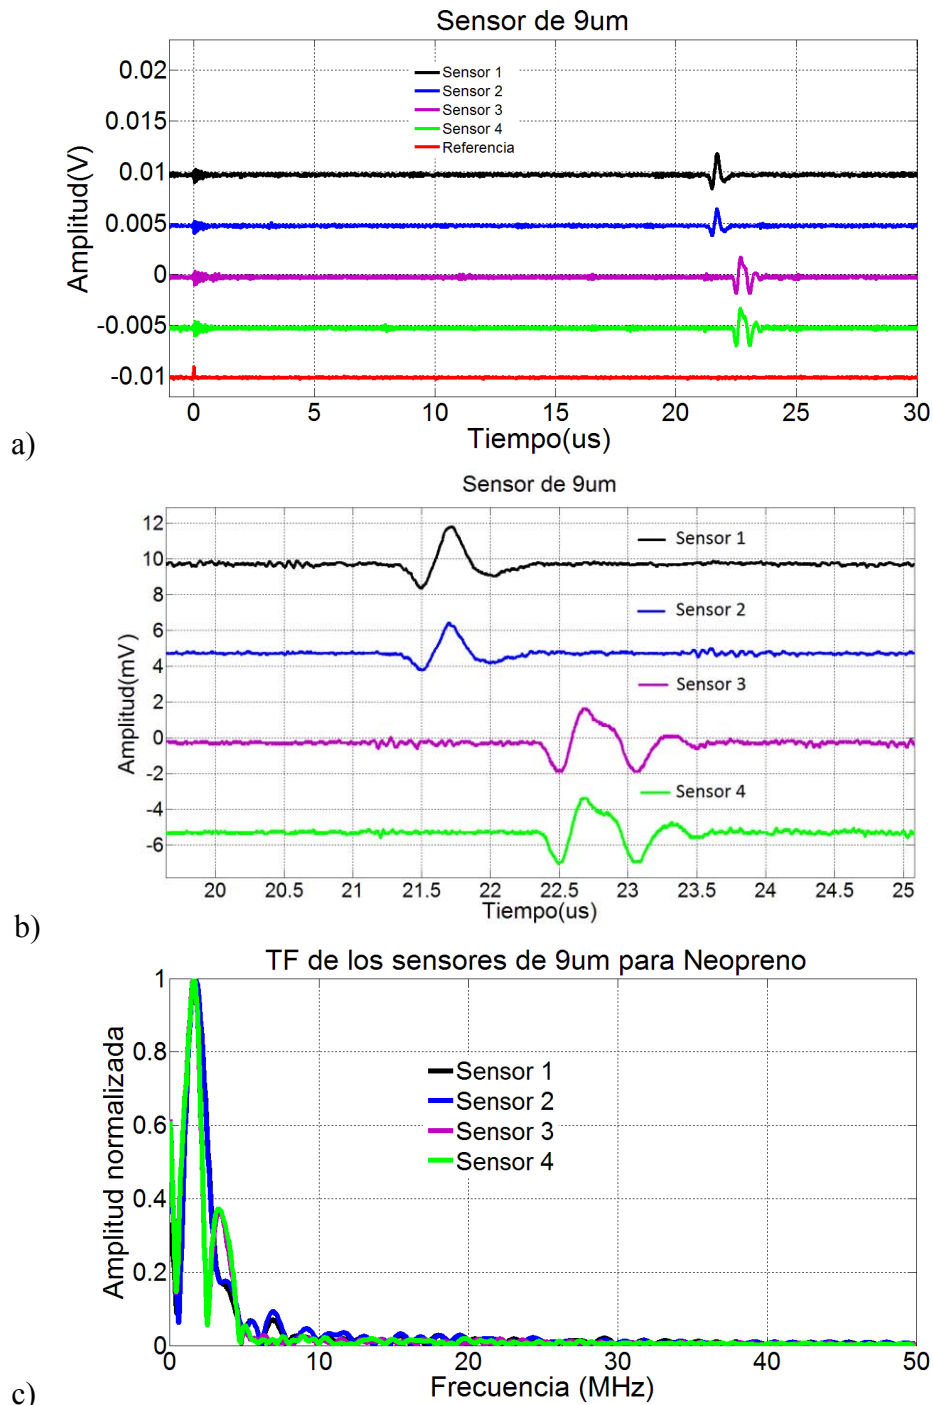 Sensor de 9um
Sensor 1
Sensor 2
Sensor 3
Sensor 4
Referencia
0.02
0.015
0.01
0.005
0
-0.005
-0.01
Amplitud(V)
0 5 10 15 20 25 30
Tiempo(us)
a)
Sensor de 9um
12
10
8
6
4
2
0
-2
-4
-6
Amplitud(mV)
Sensor 1
Sensor 2
Sensor 3
Sensor 4
20 20.5 21 21.5 22 22.5 23 23.5 24 24.5 25
Tiempo(us)
b)
TF de los sensores de 9um para Neopreno
1
0.8
0.6
0.4
0.2
0
Amplitud normalizada
Sensor 1
Sensor 2
Sensor 3
Sensor 4
0 10 20 30 40 50
Frecuencia (MHz)
c)